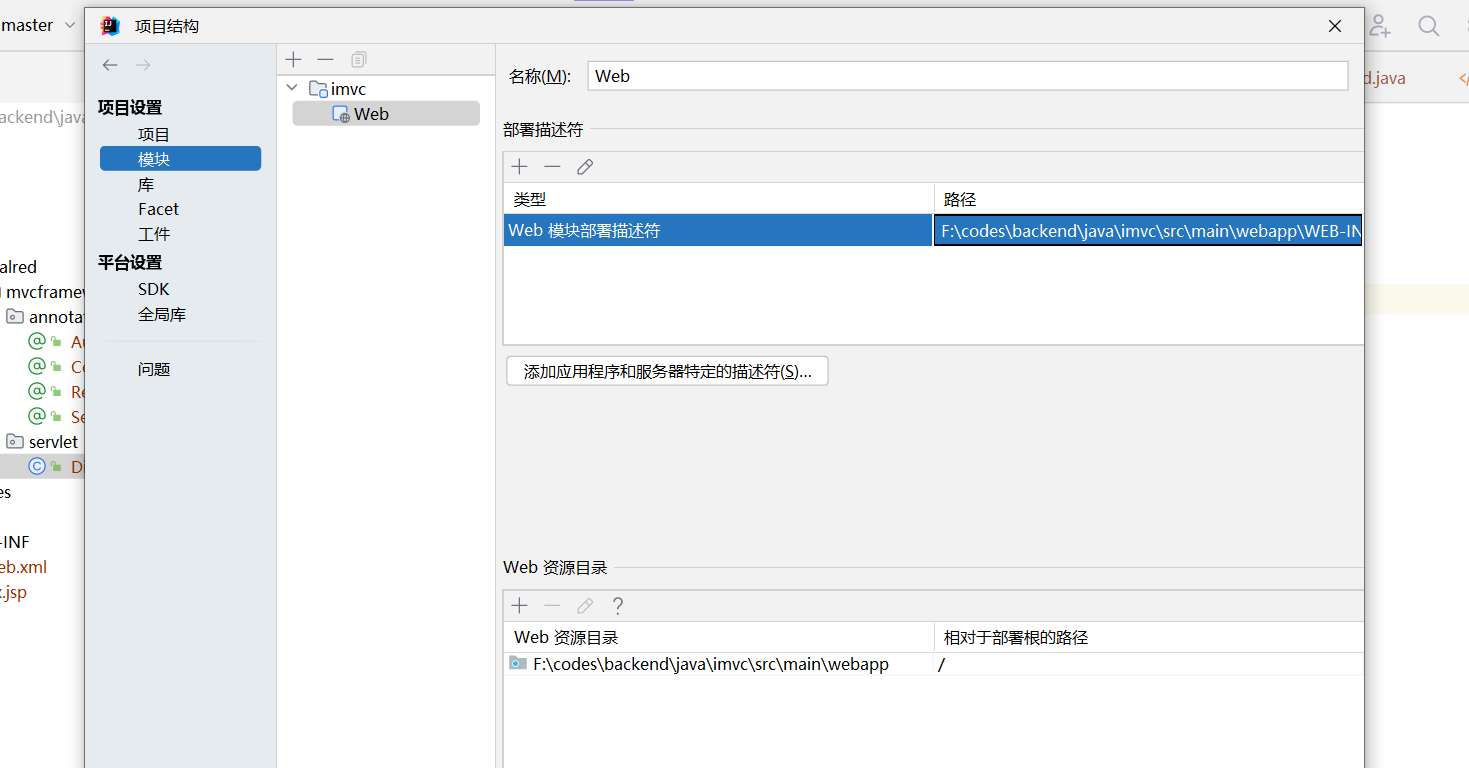 master
项目结构
d.java
ackend\java
项目设置
项目
模块
库
Facet
工件
平台设置
SDK
全局库
问题
alred
mvcframew
annota
Au
Ce
Re
Se
servlet
Di
es
-INF
eb.xml
.jsp
imvc
Web
名称(M):
Web
部署描述符
类型
路径
Web 模块部署描述符
F:\codes\backend\java\imvc\src\main\webapp\WEB-IN
添加应用程序和服务器特定的描述符(S)...
Web 资源目录
?
Web 资源目录
相对于部署根的路径
F:\codes\backend\java\imvc\src\main\webapp
/